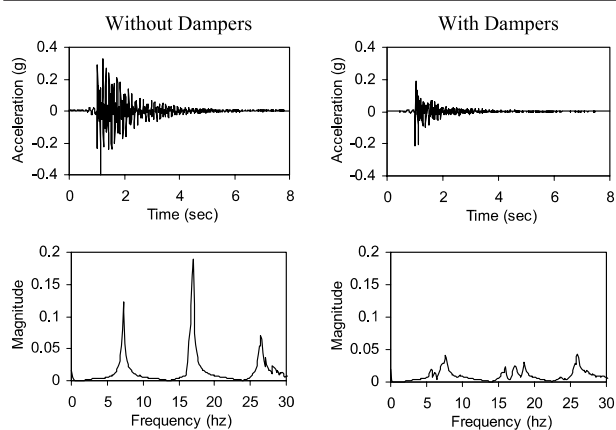 Without Dampers
With Dampers
Acceleration (g)
0.4
0.2
0
−0.2
−0.4
0 2 4 6 8
Time (sec)
Acceleration (g)
0.4
0.2
0
−0.2
−0.4
0 2 4 6 8
Time (sec)
Magnitude
0.2
0.15
0.1
0.05
0
0 5 10 15 20 25 30
Frequency (hz)
Magnitude
0.2
0.15
0.1
0.05
0
0 5 10 15 20 25 30
Frequency (hz)